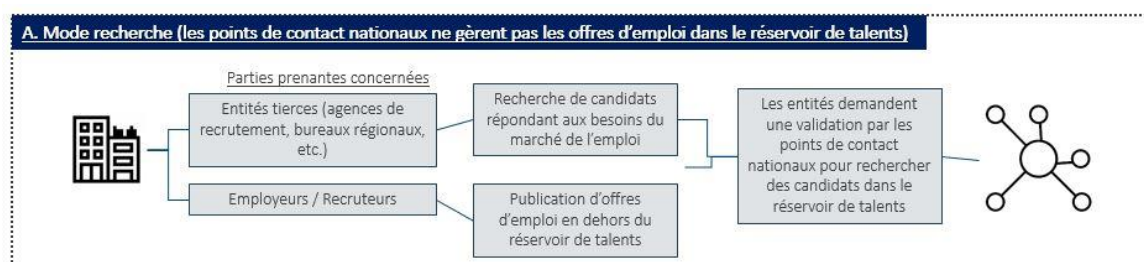 A. Mode recherche (les points de contact nationaux ne gèrent pas les offres d’emploi dans le réservoir de talents)
Parties prenantes concernées
Entités tierces (agences de
recrutement, bureaux régionaux,
etc.)
Recherche de candidats
répondant aux besoins du
marché de l’emploi
Les entités demandent
une validation par les
points de contact
nationaux pour rechercher
des candidats dans le
réservoir de talents
Employeurs / Recruteurs
Publication d’offres
d’emploi en dehors du
réservoir de talents